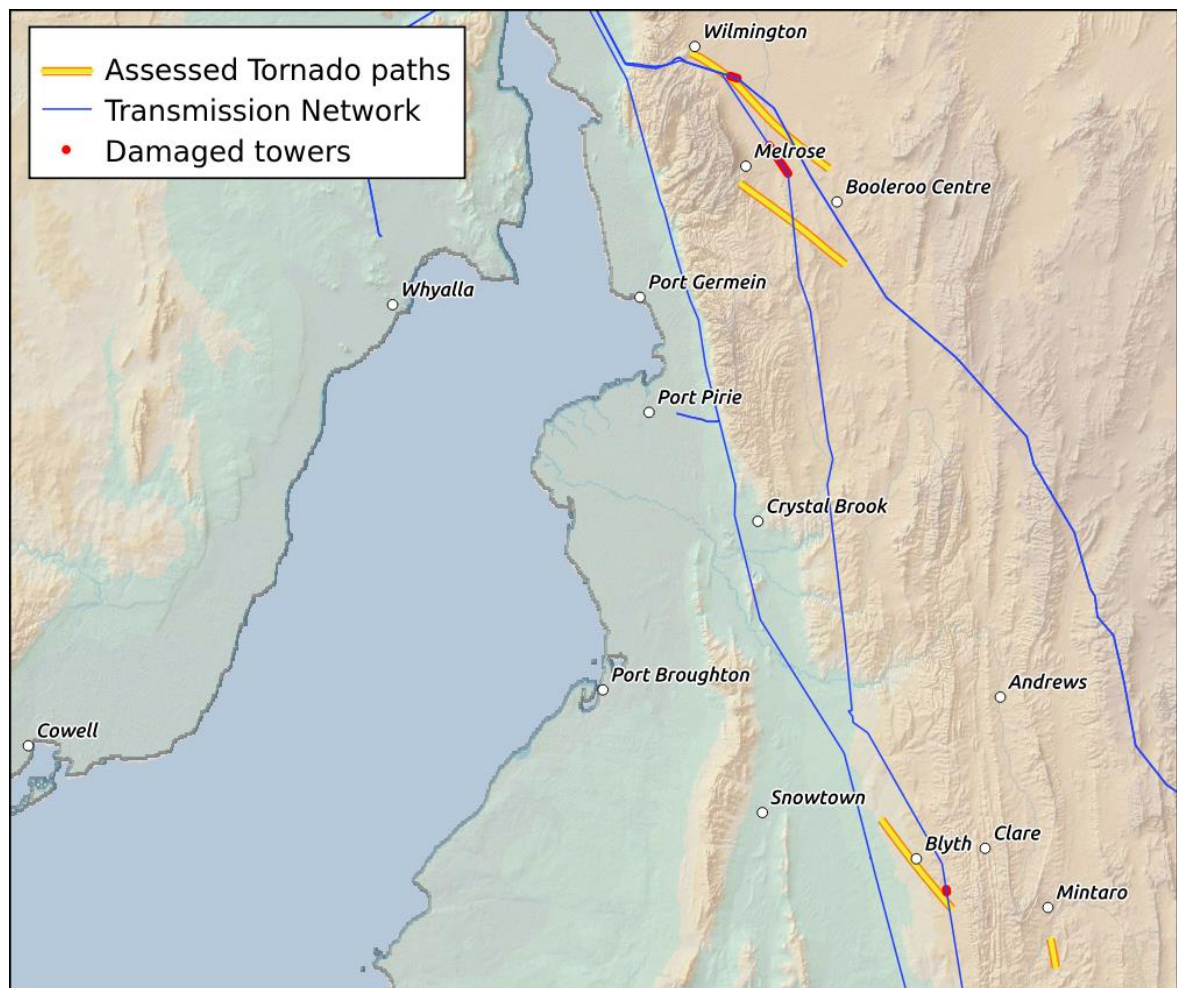 Assessed Tornado paths
Transmission Network
Damaged towers
Wilmington
Melrose
Booleroo Centre
Whyalla
Port Germein
Port Pirie
Crystal Brook
Port Broughton
Andrews
Cowell
Snowtown
Blyth
Clare
Mintaro